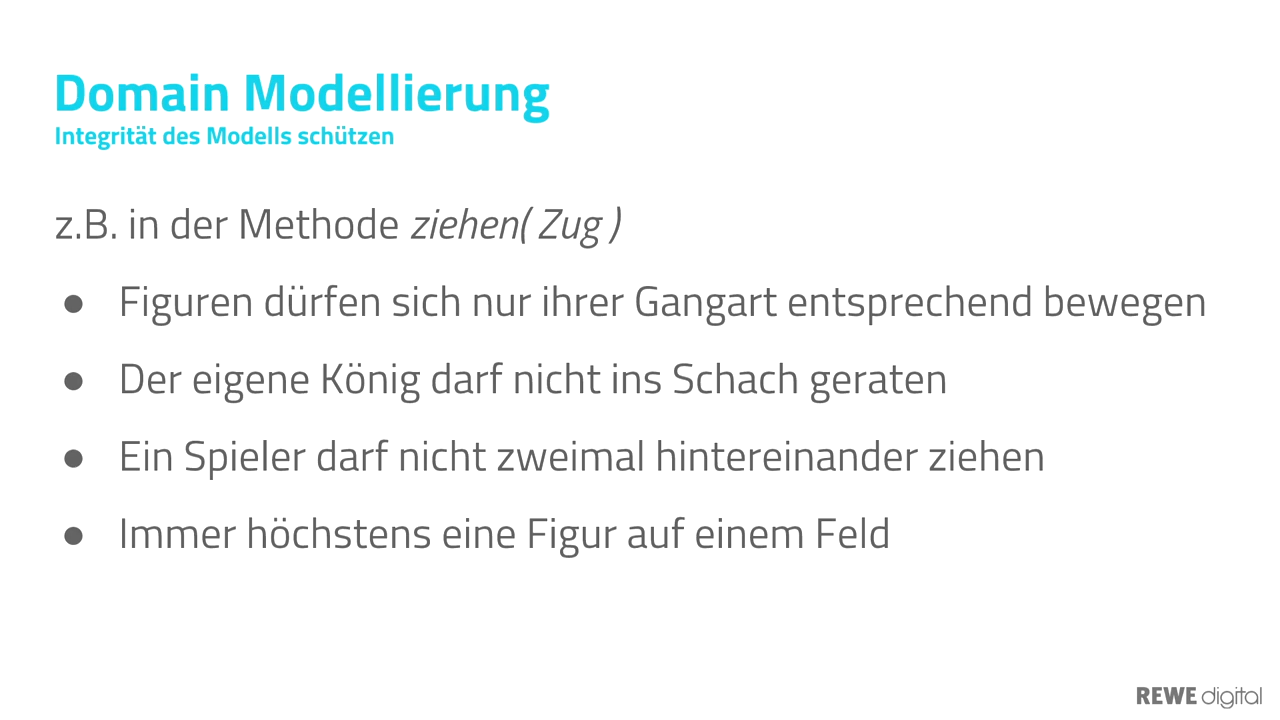 Domain Modellierung
Integrität des Modells schützen
z.B. in der Methode ziehen( Zug )
● Figuren dürfen sich nur ihrer Gangart entsprechend bewegen
● Der eigene König darf nicht ins Schach geraten
● Ein Spieler darf nicht zweimal hintereinander ziehen
● Immer höchstens eine Figur auf einem Feld
REWE digital